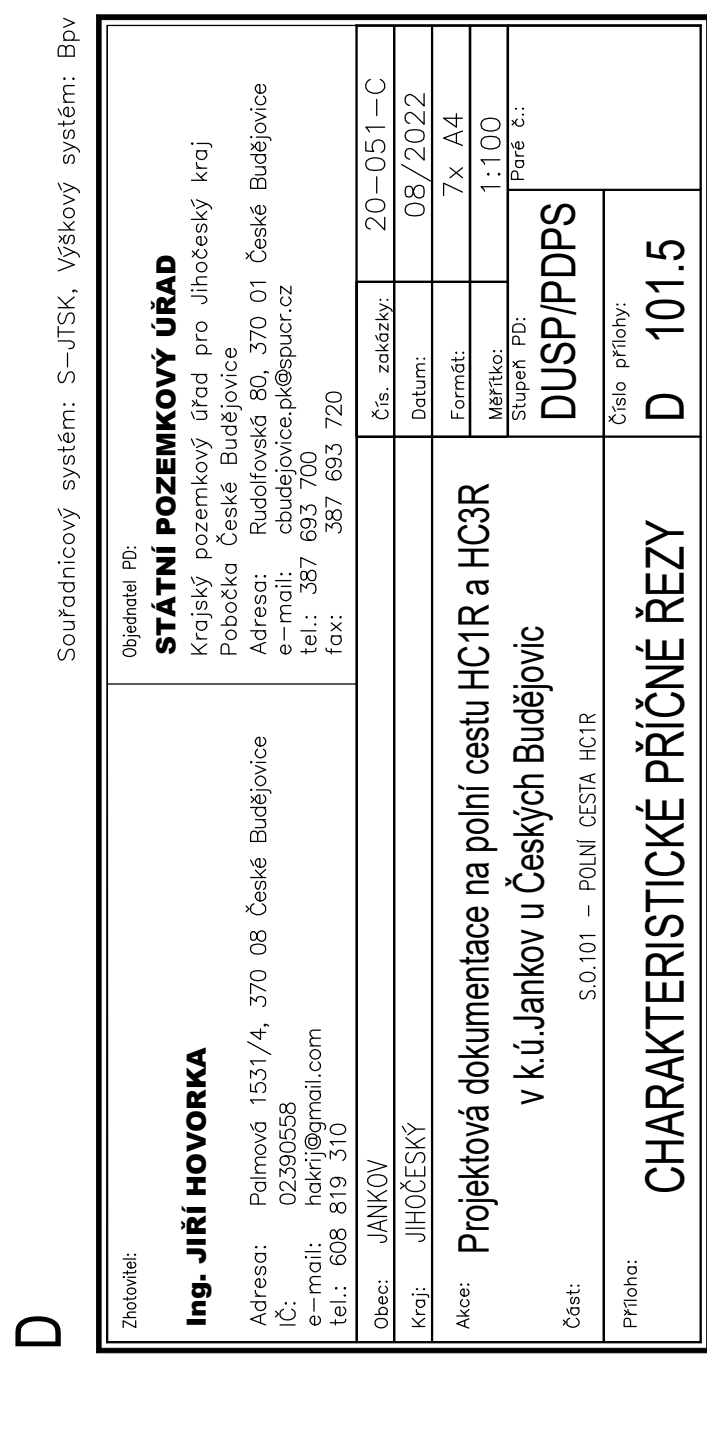 D
Souřadnicový systém: S-JTSK, Výškový systém: Bpv
Zhotovitel:
Ing. JIŘÍ HOVORKA
Adresa: Palmová 1531/4, 370 08 České Budějovice
IČ: 02390558
e-mail: hakrij@gmail.com
tel.: 608 819 310
Objednatel PD:
STÁTNÍ POZEMKOVÝ ÚŘAD
Krajský pozemkový úřad pro Jihočeský kraj
Pobočka České Budějovice
Adresa: Rudolfovská 80, 370 01 České Budějovice
e-mail: cbudejovice.pk@spucr.cz
tel.: 387 693 700
fax: 387 693 720
Obec: JANKOV
Kraj: JIHOČESKÝ
Čís. zakázky: 20-051-C
Datum: 08/2022
Formát: 7x A4
Měřítko: 1:100
Akce: Projektová dokumentace na polní cestu HC1R a HC3R
v k.ú.Jankov u Českých Budějovic
Část: S.O.101 - POLNÍ CESTA HC1R
Stupeň PD:
DUSP/PDPS
Paré č.:
Příloha:
CHARAKTERISTICKÉ PŘÍČNÉ ŘEZY
Číslo přílohy:
D 101.5